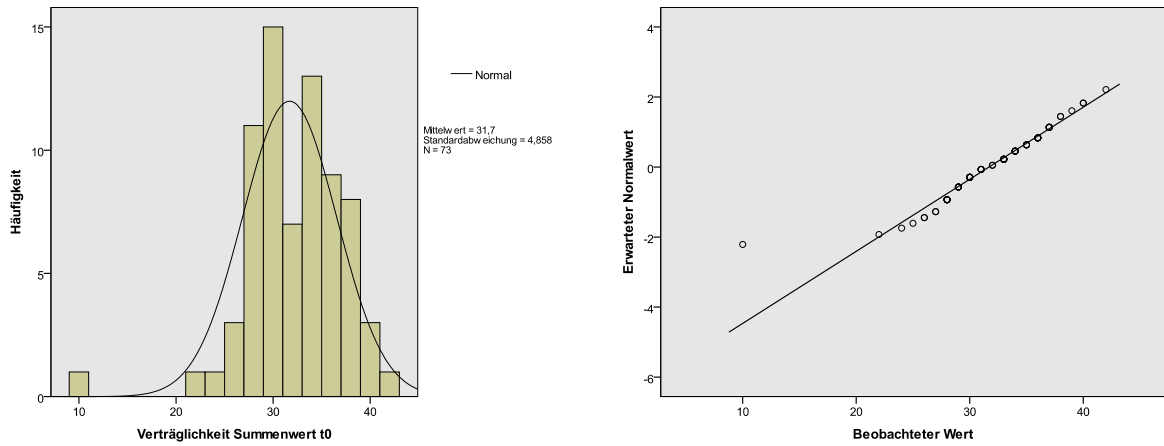 15
10
5
0
10
20
30
40
Häufigkeit
Verträglichkeit Summenwert t0
Normal
Mittelwert = 31,7
Standardabweichung = 4,858
N = 73
4
2
0
-2
-4
-6
10
20
30
40
Erwarteter Normalwert
Beobachteter Wert